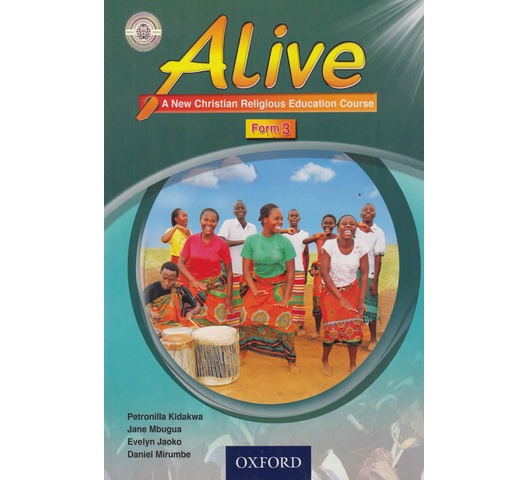 Alive
A New Christian Religious Education Course
Form 3
Petronilla Kidakwa
Jane Mbugua
Evelyn Jaoko
Daniel Mirumbe
OXFORD